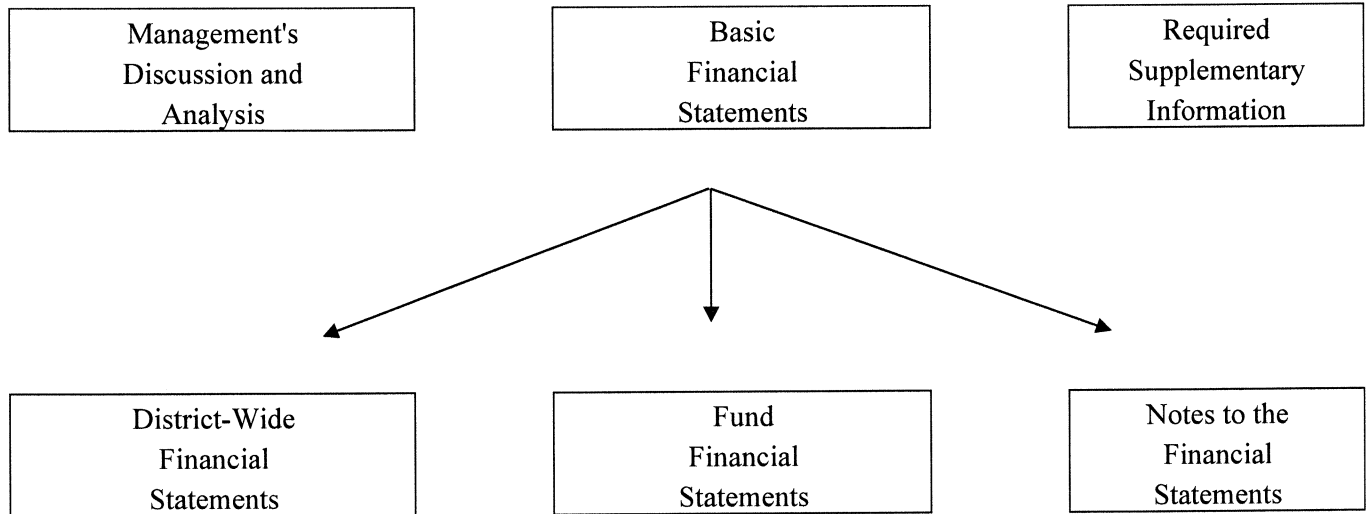 Management's
Discussion and
Analysis
Basic
Financial
Statements
Required
Supplementary
Information
District-Wide
Financial
Statements
Fund
Financial
Statements
Notes to the
Financial
Statements